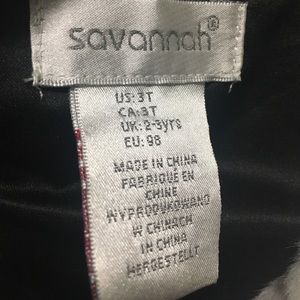 savannah®
US: 3T
CA: 3T
UK: 2-3yrs
EU: 98
MADE IN CHINA
FABRIQUÉ EN
CHINE
WYPRODUKOWANO
W CHINACH
IN CHINA
HERGESTELLT